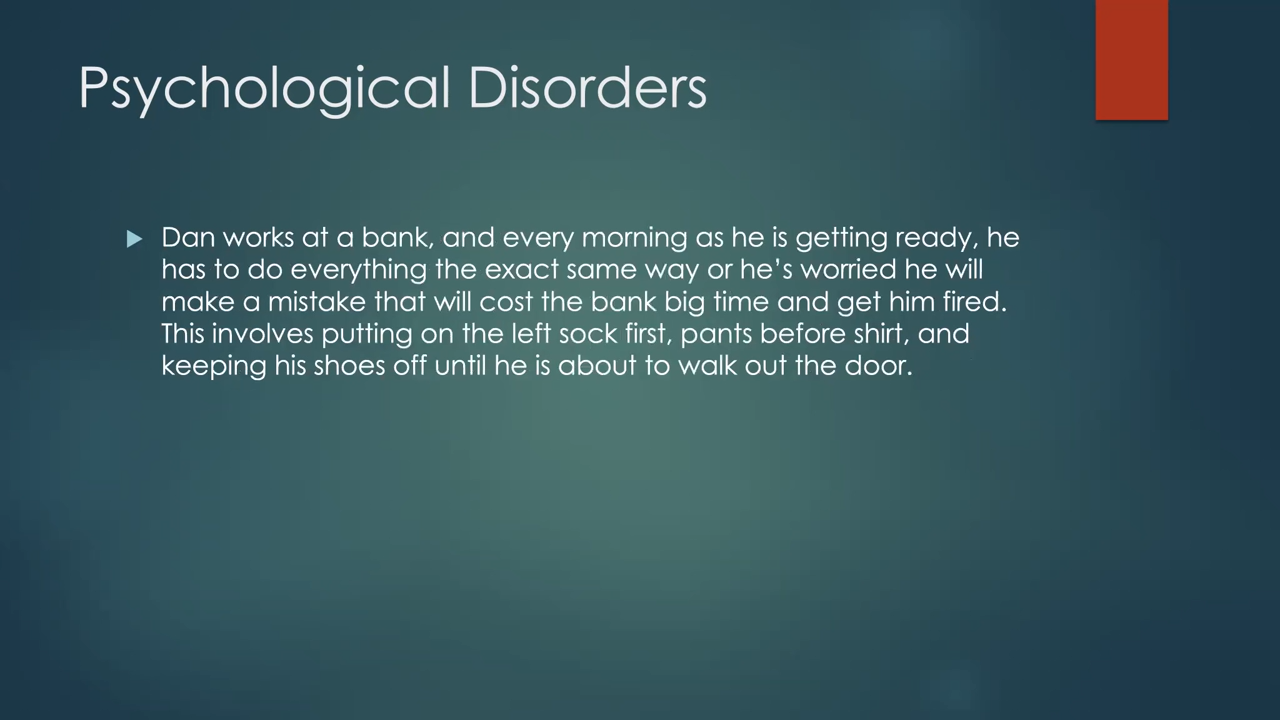 Psychological Disorders
Dan works at a bank, and every morning as he is getting ready, he
has to do everything the exact same way or he’s worried he will
make a mistake that will cost the bank big time and get him fired.
This involves putting on the left sock first, pants before shirt, and
keeping his shoes off until he is about to walk out the door.